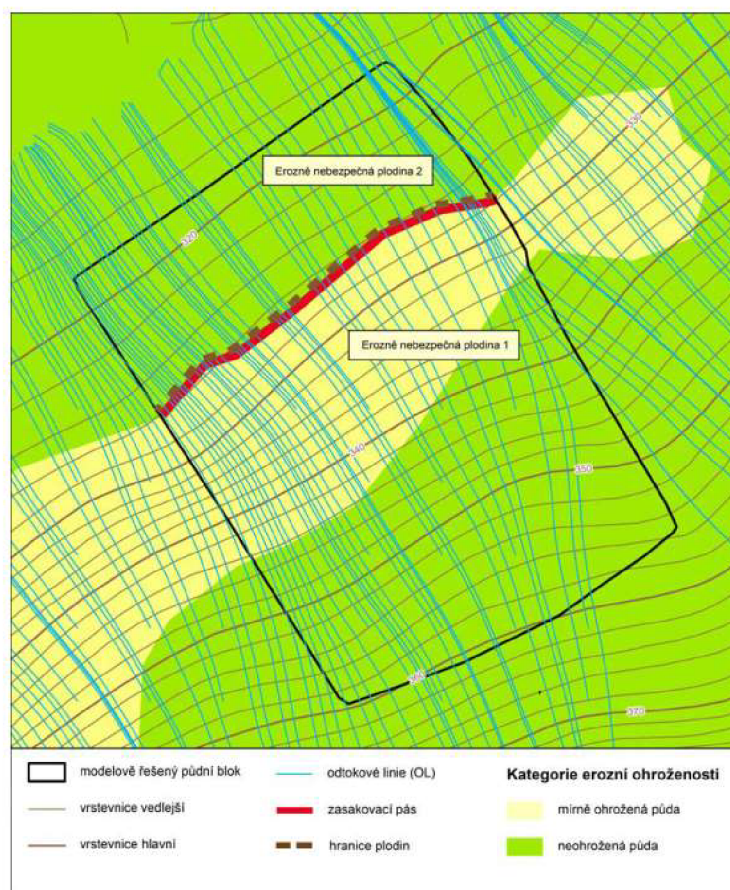 330
Erozně nebezpečná plodina 2
320
Erozně nebezpečná plodina 1
340
350
360
370
modelově řešený půdní blok
odtokové linie (OL)
Kategorie erozní ohroženosti
vrstevnice vedlejší
zasakovací pás
mírně ohrožená půda
vrstevnice hlavní
hranice plodin
neohrožená půda